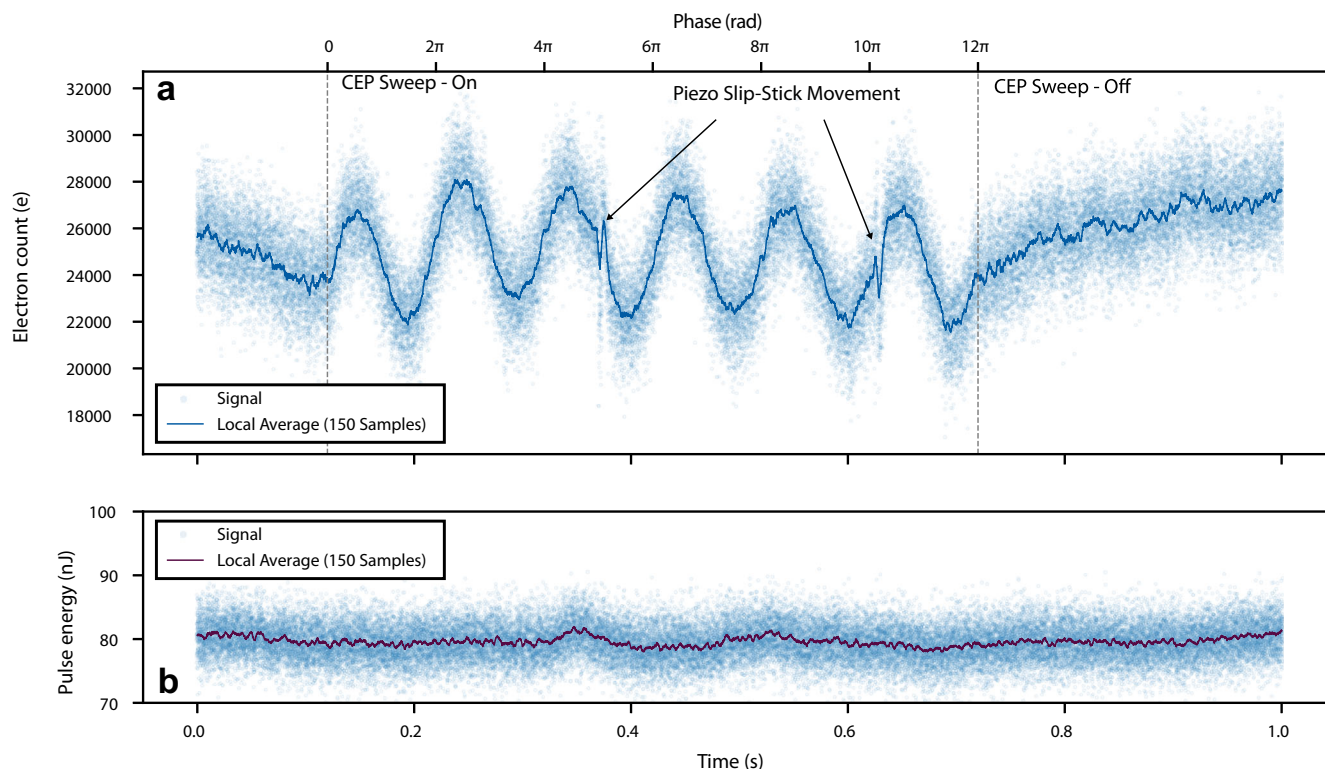 Phase (rad)
0 2π 4π 6π 8π 10π 12π
a
CEP Sweep - On
Piezo Slip-Stick Movement
CEP Sweep - Off
Electron count (e)
32000
30000
28000
26000
24000
22000
20000
18000
Signal
Local Average (150 Samples)
Pulse energy (nJ)
100
90
80
70
Signal
Local Average (150 Samples)
b
0.0 0.2 0.4 0.6 0.8 1.0
Time (s)